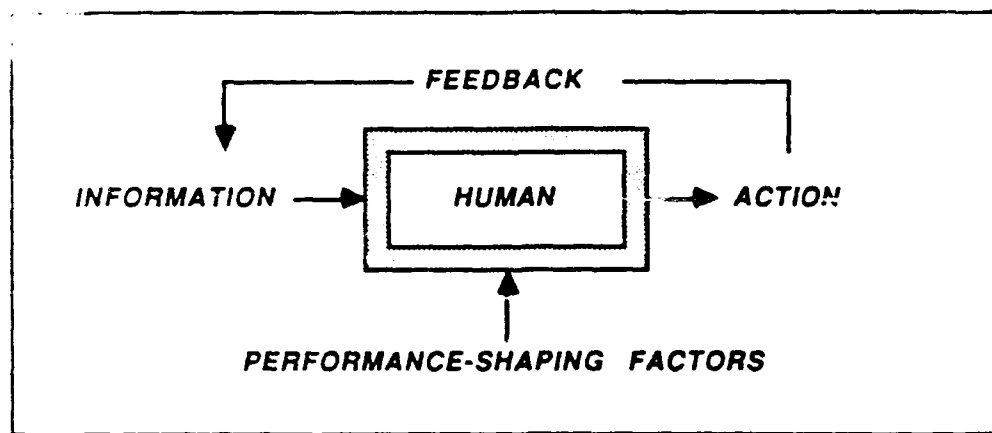 FEEDBACK
INFORMATION
HUMAN
ACTION
PERFORMANCE-SHAPING FACTORS